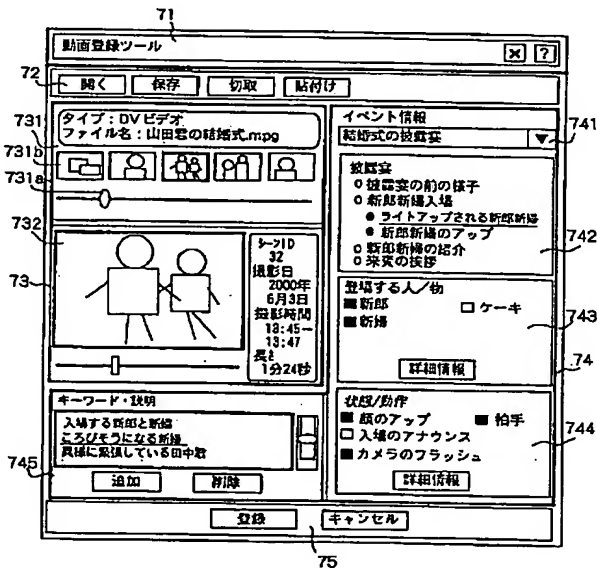 71
動画登録ツール
× ?
72
開く 保存 切取 貼付け
731
タイプ：DVビデオ
ファイル名：山田君の結婚式.mpg
731b
731a
732
73
シーンID
32
撮影日
2000年
6月3日
撮影時間
13:45－
13:47
長さ
1分24秒
キーワード・説明
入場する新郎と新婦
ころびそうになる新婦
異様に緊張している田中君
745
追加 削除
イベント情報
結婚式の披露宴
741
披露宴
披露宴の前の様子
新郎新婦入場
ライトアップされる新郎新婦
新郎新婦のアップ
新郎新婦の紹介
来賓の挨拶
742
登場する人／物
新郎 ケーキ
新婦
743
詳細情報
74
状態／動作
顔のアップ 拍手
入場のアナウンス
カメラのフラッシュ
744
詳細情報
登録 キャンセル
75